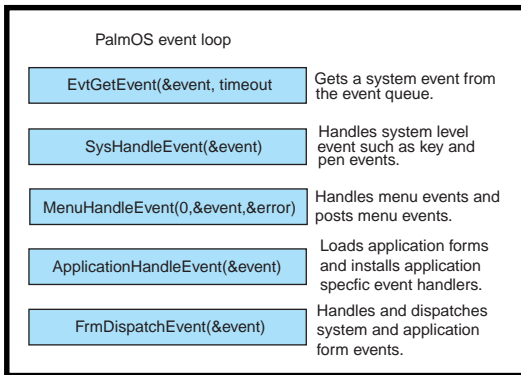 PalmOS event loop
EvtGetEvent(&event, timeout
Gets a system event from
the event queue.
SysHandleEvent(&event)
Handles system level
event such as key and
pen events.
MenuHandleEvent(0,&event,&error)
Handles menu events and
posts menu events.
ApplicationHandleEvent(&event)
Loads application forms
and installs application
specfic event handlers.
FrmDispatchEvent(&event)
Handles and dispatches
system and application
form events.